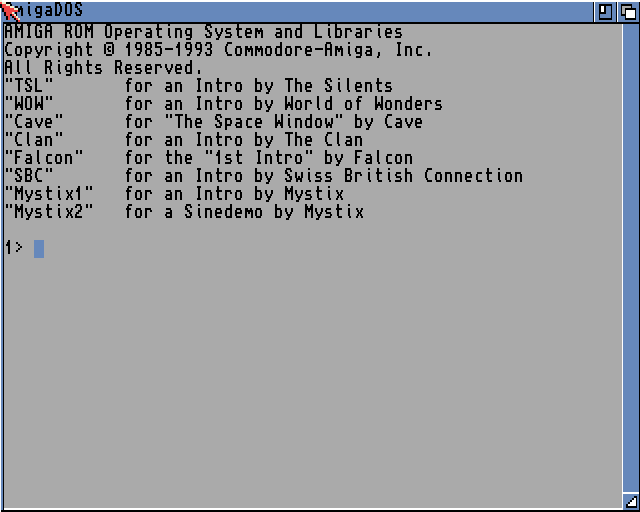 AmigaDOS
AMIGA ROM Operating System and Libraries
Copyright © 1985-1993 Commodore-Amiga, Inc.
All Rights Reserved.
"TSL"       for an Intro by The Silents
"WOW"       for an Intro by World of Wonders
"Cave"      for "The Space Window" by Cave
"Clan"      for an Intro by The Clan
"Falcon"    for the "1st Intro" by Falcon
"SBC"       for an Intro by Swiss British Connection
"Mystix1"   for an Intro by Mystix
"Mystix2"   for a Sinedemo by Mystix
1>